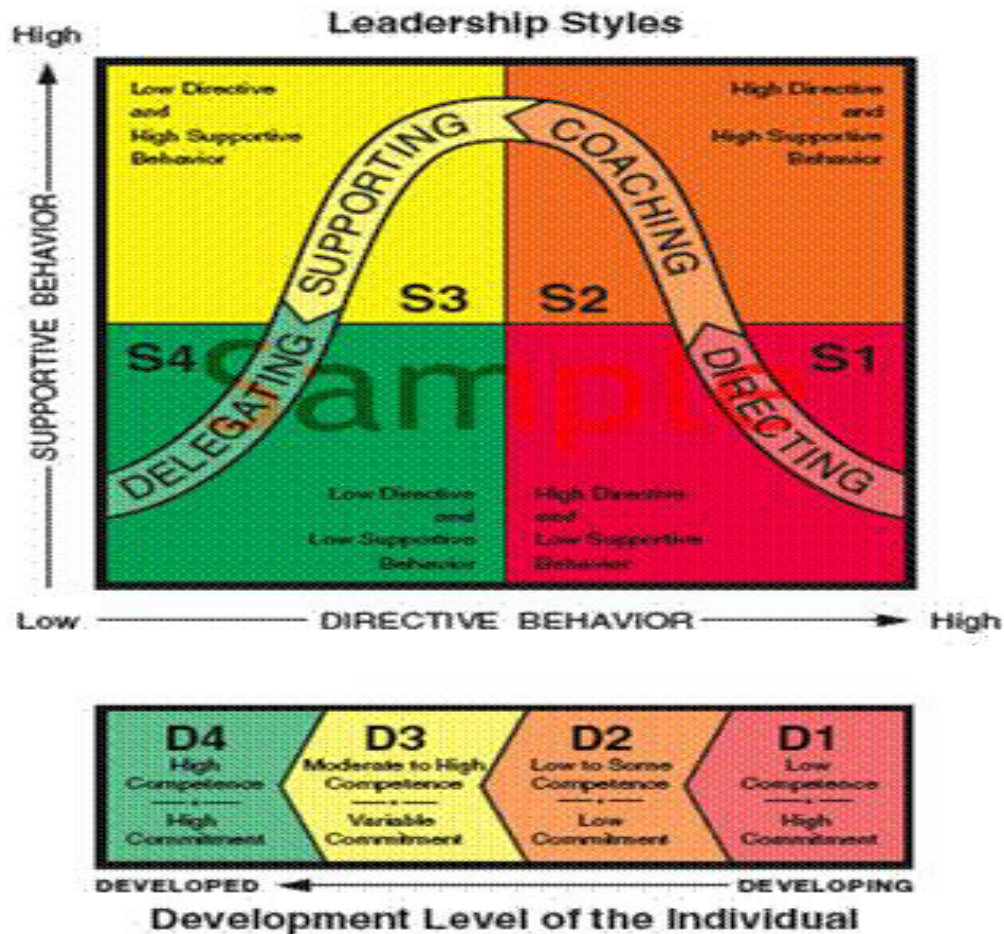 Leadership Styles
High
Low Directive
and
High Supportive
Behavior
High Directive
and
High Supportive
Behavior
SUPPORTING
COACHING
S3
S2
SUPPORTIVE BEHAVIOR
S4
S1
Sample
DELEGATING
DIRECTING
Low Directive
and
Low Supportive
Behavior
High Directive
and
Low Supportive
Behavior
Low
DIRECTIVE BEHAVIOR
High
D4
High
Competence
High
Commitment
D3
Moderate to High
Competence
Variable
Commitment
D2
Low to Some
Competence
Low
Commitment
D1
Low
Competence
High
Commitment
DEVELOPED
DEVELOPING
Development Level of the Individual